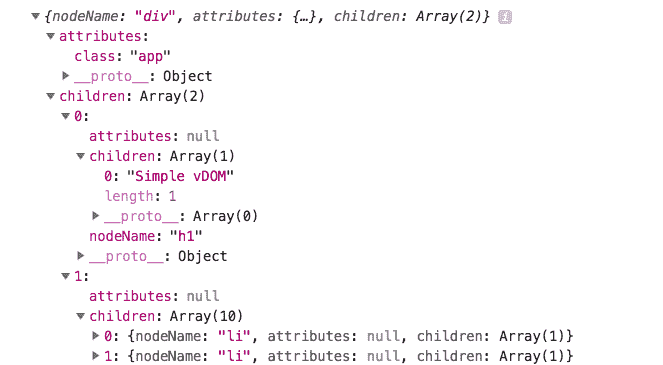 ▼{nodeName: "div", attributes: {…}, children: Array(2)} i
▼attributes:
class: "app"
▶__proto__: Object
▼children: Array(2)
▼0:
attributes: null
▼children: Array(1)
0: "Simple vDOM"
length: 1
▶__proto__: Array(0)
nodeName: "h1"
▶__proto__: Object
▼1:
attributes: null
▼children: Array(10)
▶0: {nodeName: "li", attributes: null, children: Array(1)}
▶1: {nodeName: "li", attributes: null, children: Array(1)}